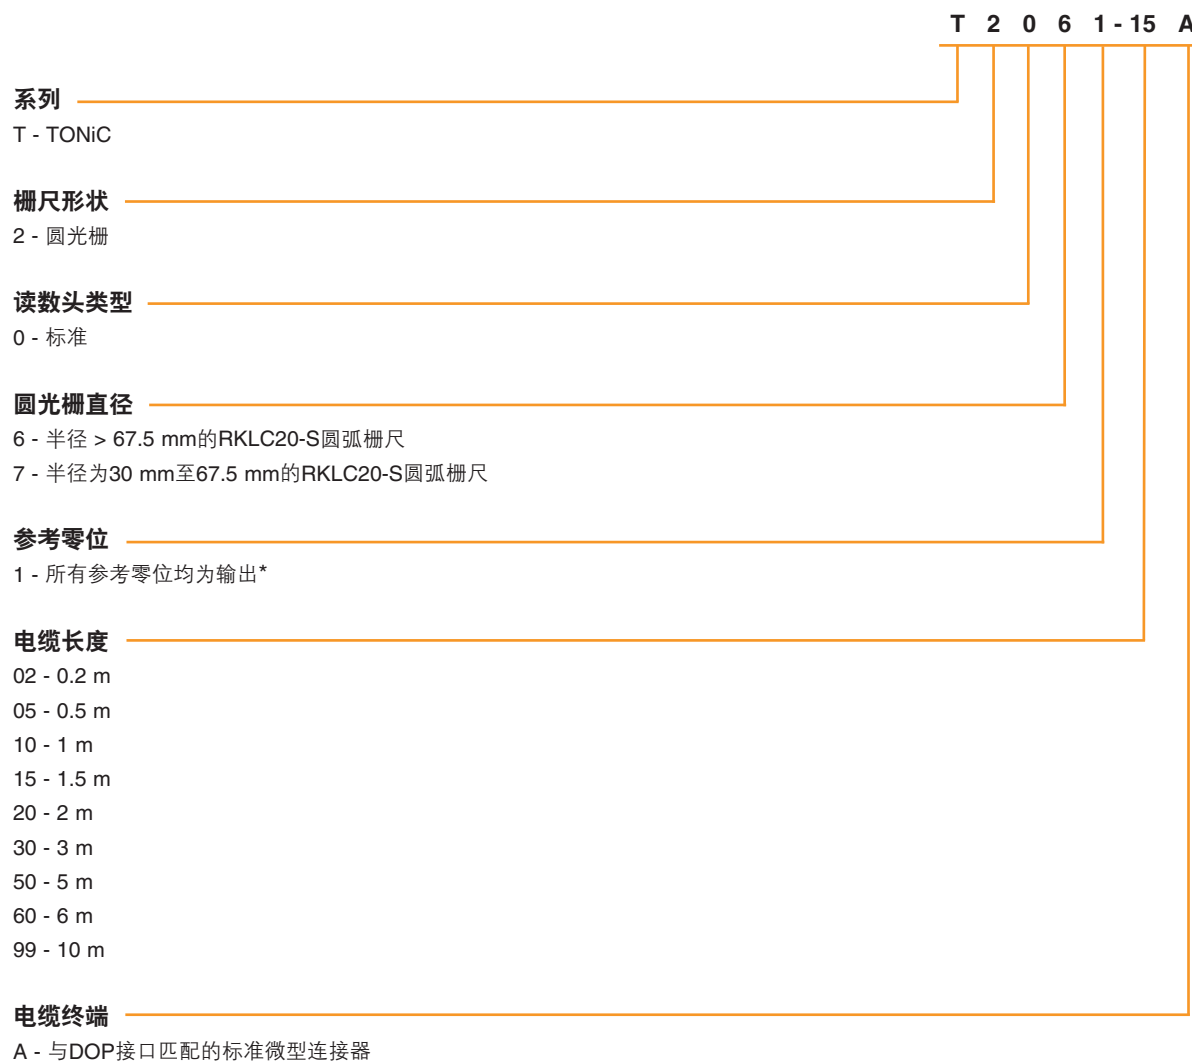 T 2 0 6 1 - 15 A
系列
T - TONiC
栅尺形状
2 - 圆光栅
读数头类型
0 - 标准
圆光栅直径
6 - 半径 > 67.5 mm的RKLC20-S圆弧栅尺
7 - 半径为30 mm至67.5 mm的RKLC20-S圆弧栅尺
参考零位
1 - 所有参考零位均为输出*
电缆长度
02 - 0.2 m
05 - 0.5 m
10 - 1 m
15 - 1.5 m
20 - 2 m
30 - 3 m
50 - 5 m
60 - 6 m
99 - 10 m
电缆终端
A - 与DOP接口匹配的标准微型连接器